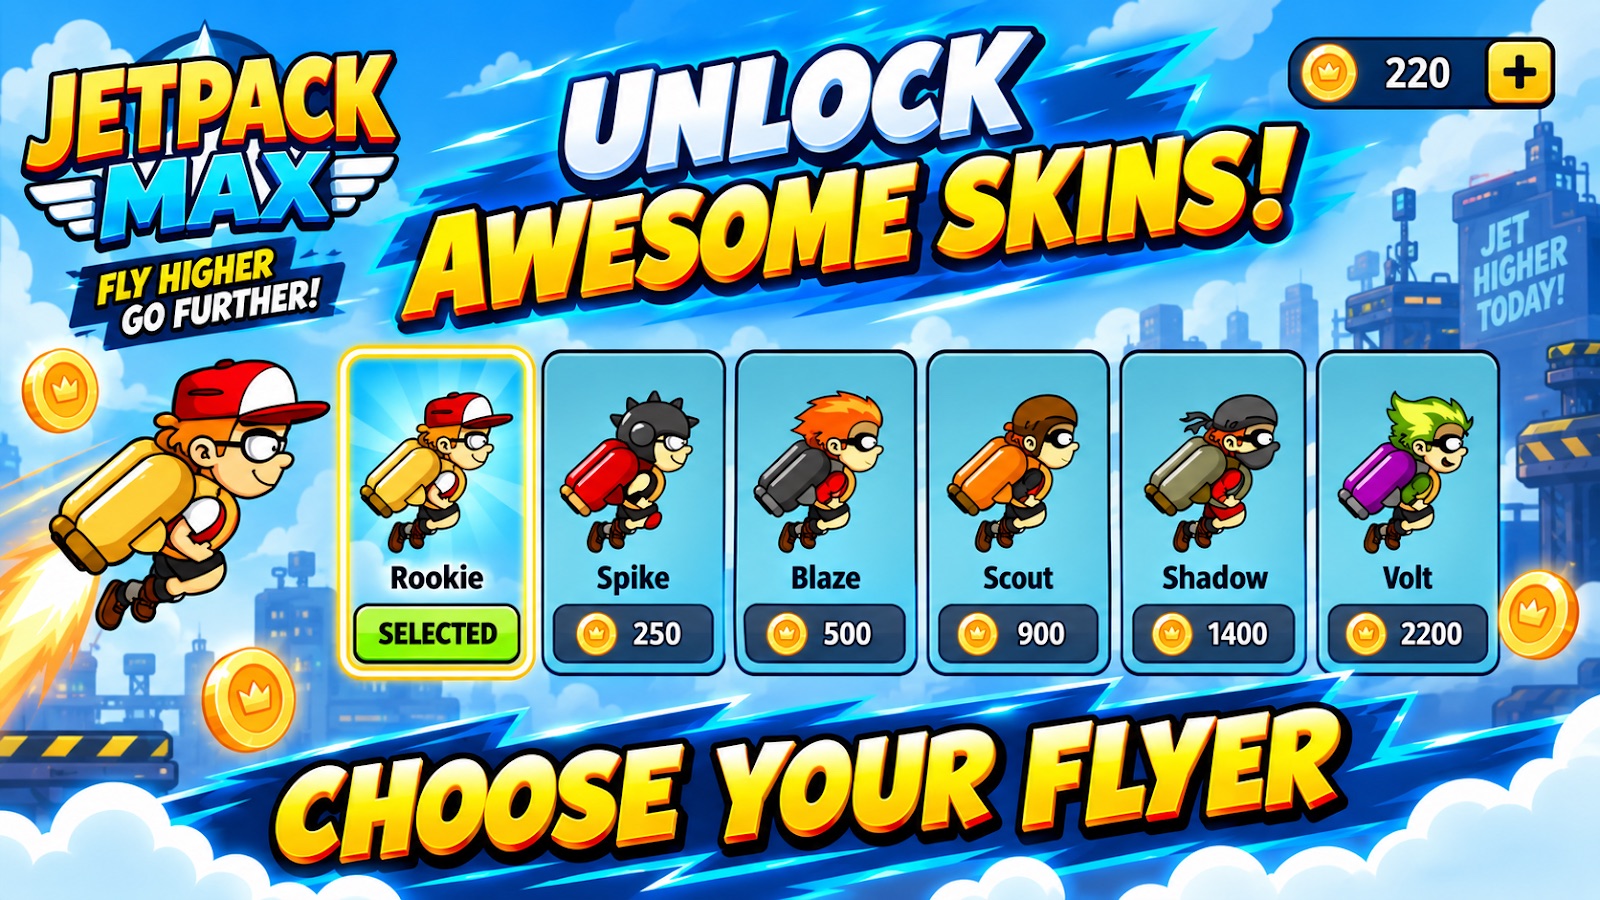 JETPACK
MAX
FLY HIGHER
GO FURTHER!
UNLOCK
AWESOME SKINS!
220
+
JET
HIGHER
TODAY!
Rookie
SELECTED
Spike
250
Blaze
500
Scout
900
Shadow
1400
Volt
2200
CHOOSE YOUR FLYER